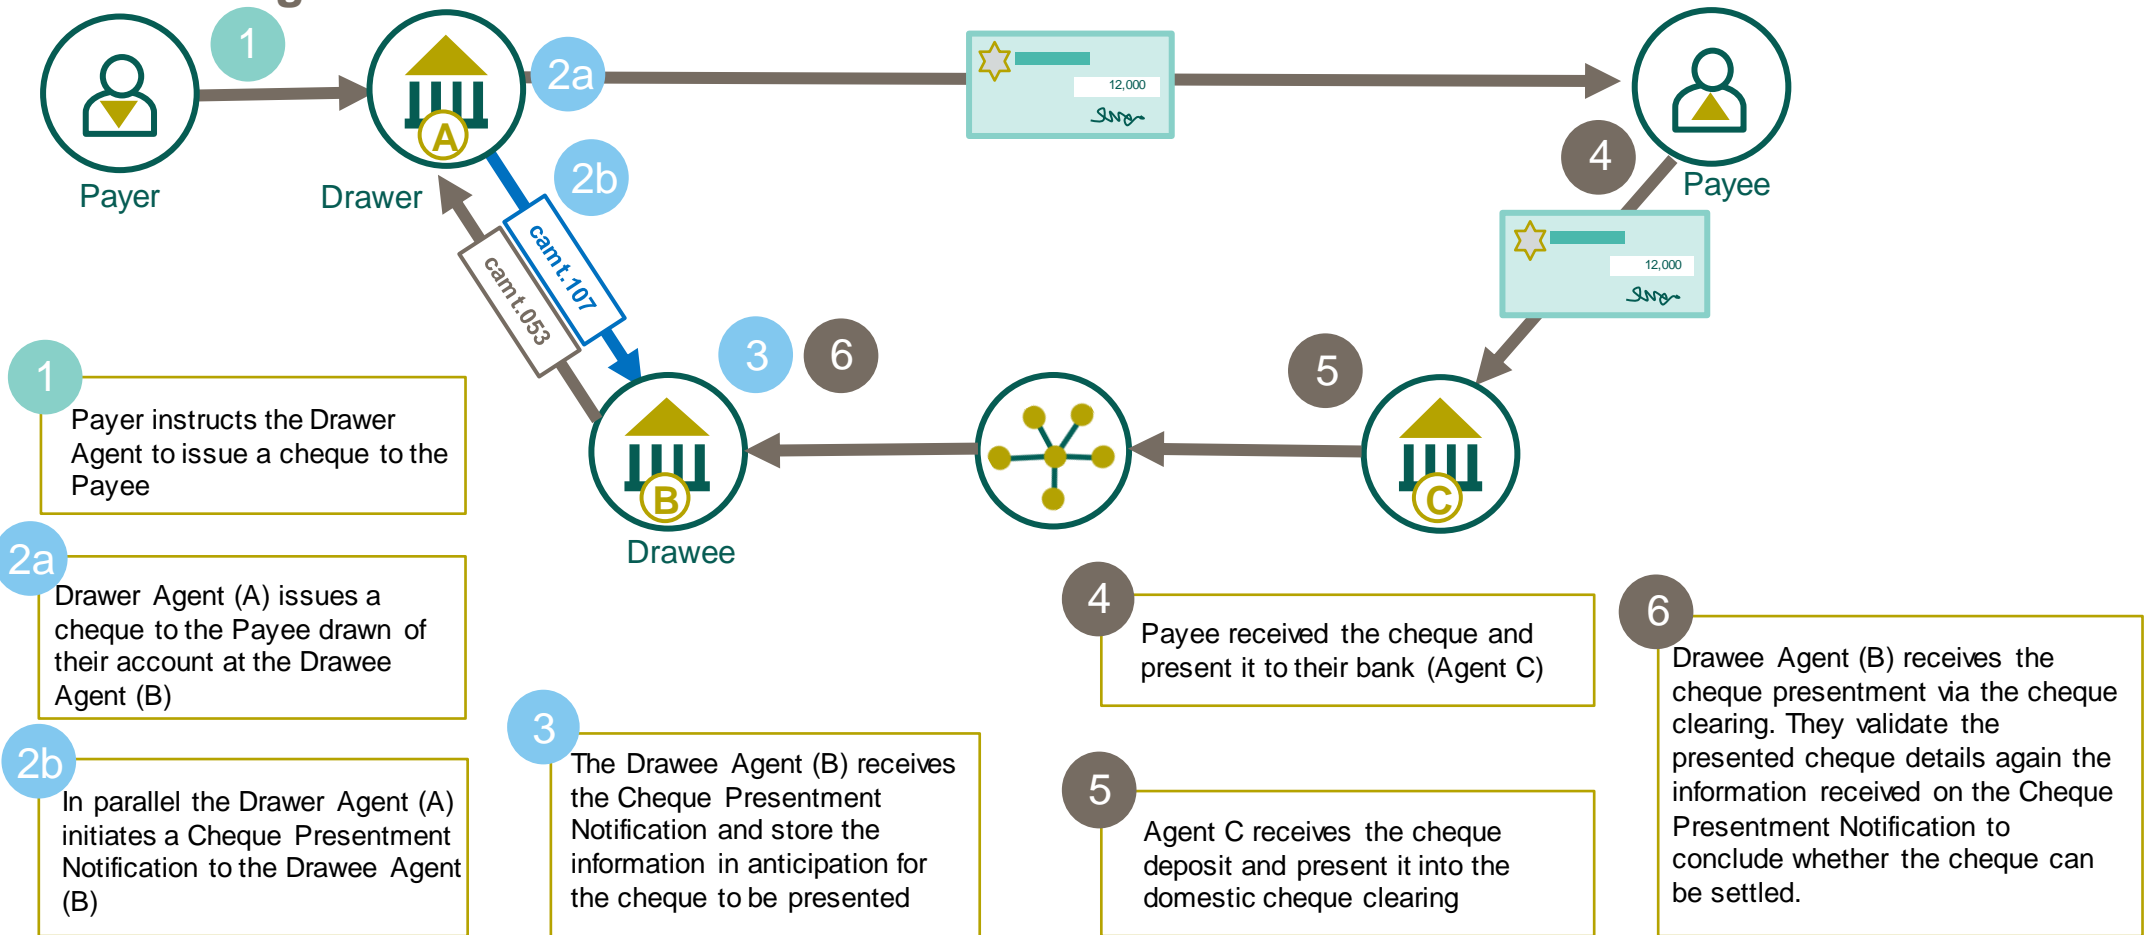 1
2a
12,000
A
Payer
Drawer
2b
4
Payee
camt.107
camt.053
12,000
3
6
5
B
C
Drawee
1
Payer instructs the Drawer
Agent to issue a cheque to the
Payee
2a
Drawer Agent (A) issues a
cheque to the Payee drawn of
their account at the Drawee
Agent (B)
2b
In parallel the Drawer Agent (A)
initiates a Cheque Presentment
Notification to the Drawee Agent
(B)
3
The Drawee Agent (B) receives
the Cheque Presentment
Notification and store the
information in anticipation for
the cheque to be presented
4
Payee received the cheque and
present it to their bank (Agent C)
5
Agent C receives the cheque
deposit and present it into the
domestic cheque clearing
6
Drawee Agent (B) receives the
cheque presentment via the cheque
clearing. They validate the
presented cheque details again the
information received on the Cheque
Presentment Notification to
conclude whether the cheque can
be settled.